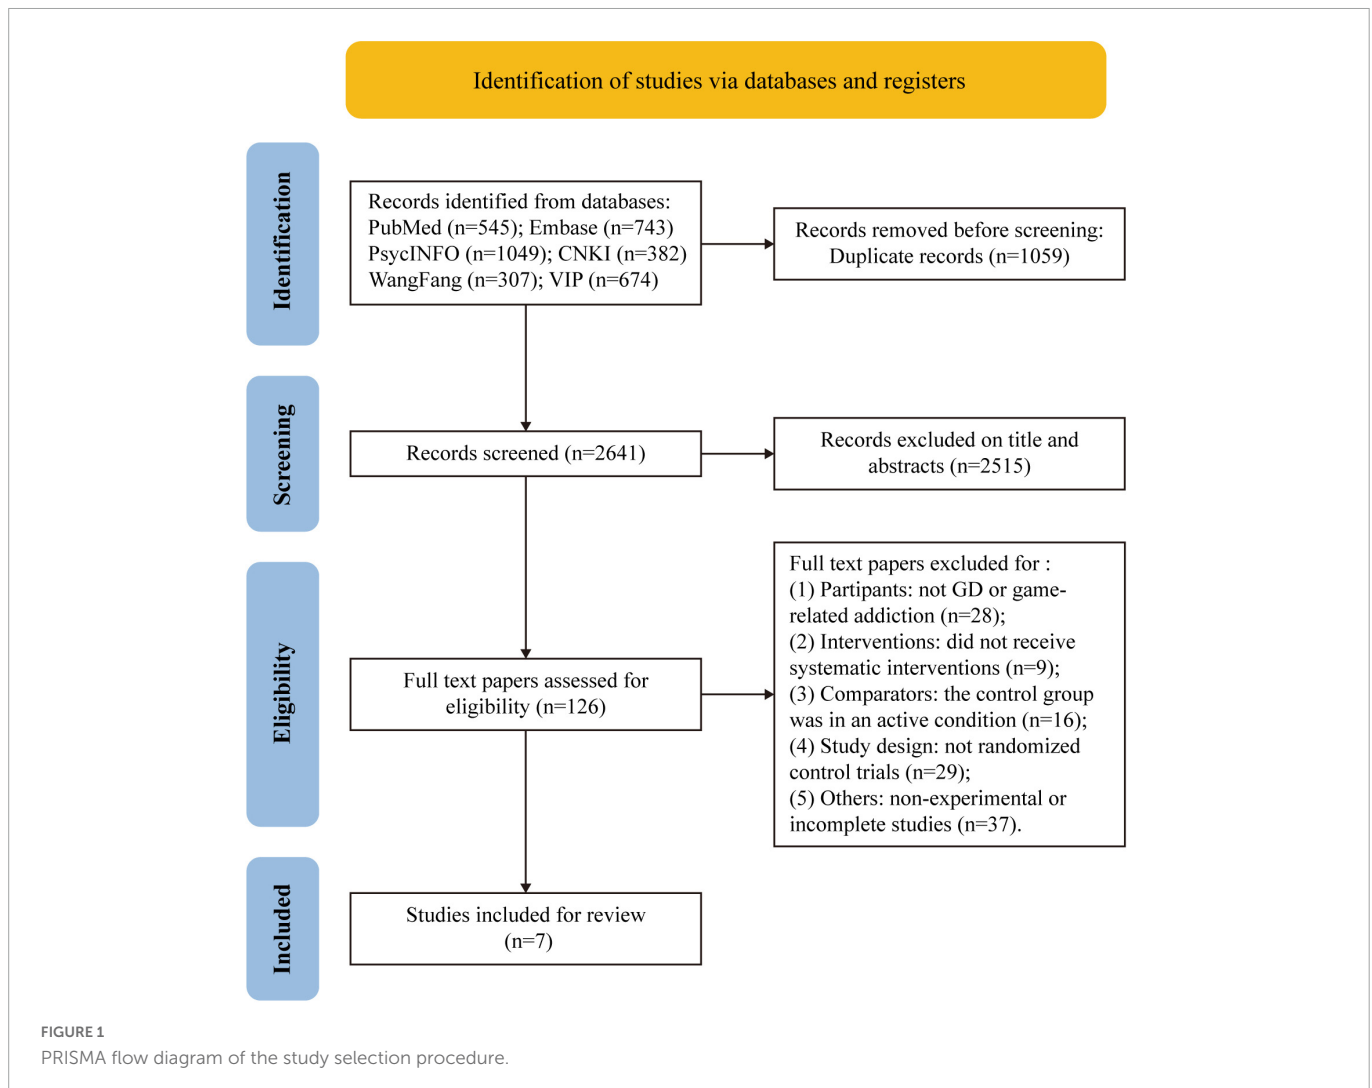 Identification of studies via databases and registers
Identification
Records identified from databases:
PubMed (n=545); Embase (n=743)
PsycINFO (n=1049); CNKI (n=382)
WangFang (n=307); VIP (n=674)
Records removed before screening:
Duplicate records (n=1059)
Screening
Records screened (n=2641)
Records excluded on title and
abstracts (n=2515)
Eligibility
Full text papers assessed for
eligibility (n=126)
Full text papers excluded for :
(1) Partipants: not GD or game-
related addiction (n=28);
(2) Interventions: did not receive
systematic interventions (n=9);
(3) Comparators: the control group
was in an active condition (n=16);
(4) Study design: not randomized
control trials (n=29);
(5) Others: non-experimental or
incomplete studies (n=37).
Included
Studies included for review
(n=7)
FIGURE 1
PRISMA flow diagram of the study selection procedure.